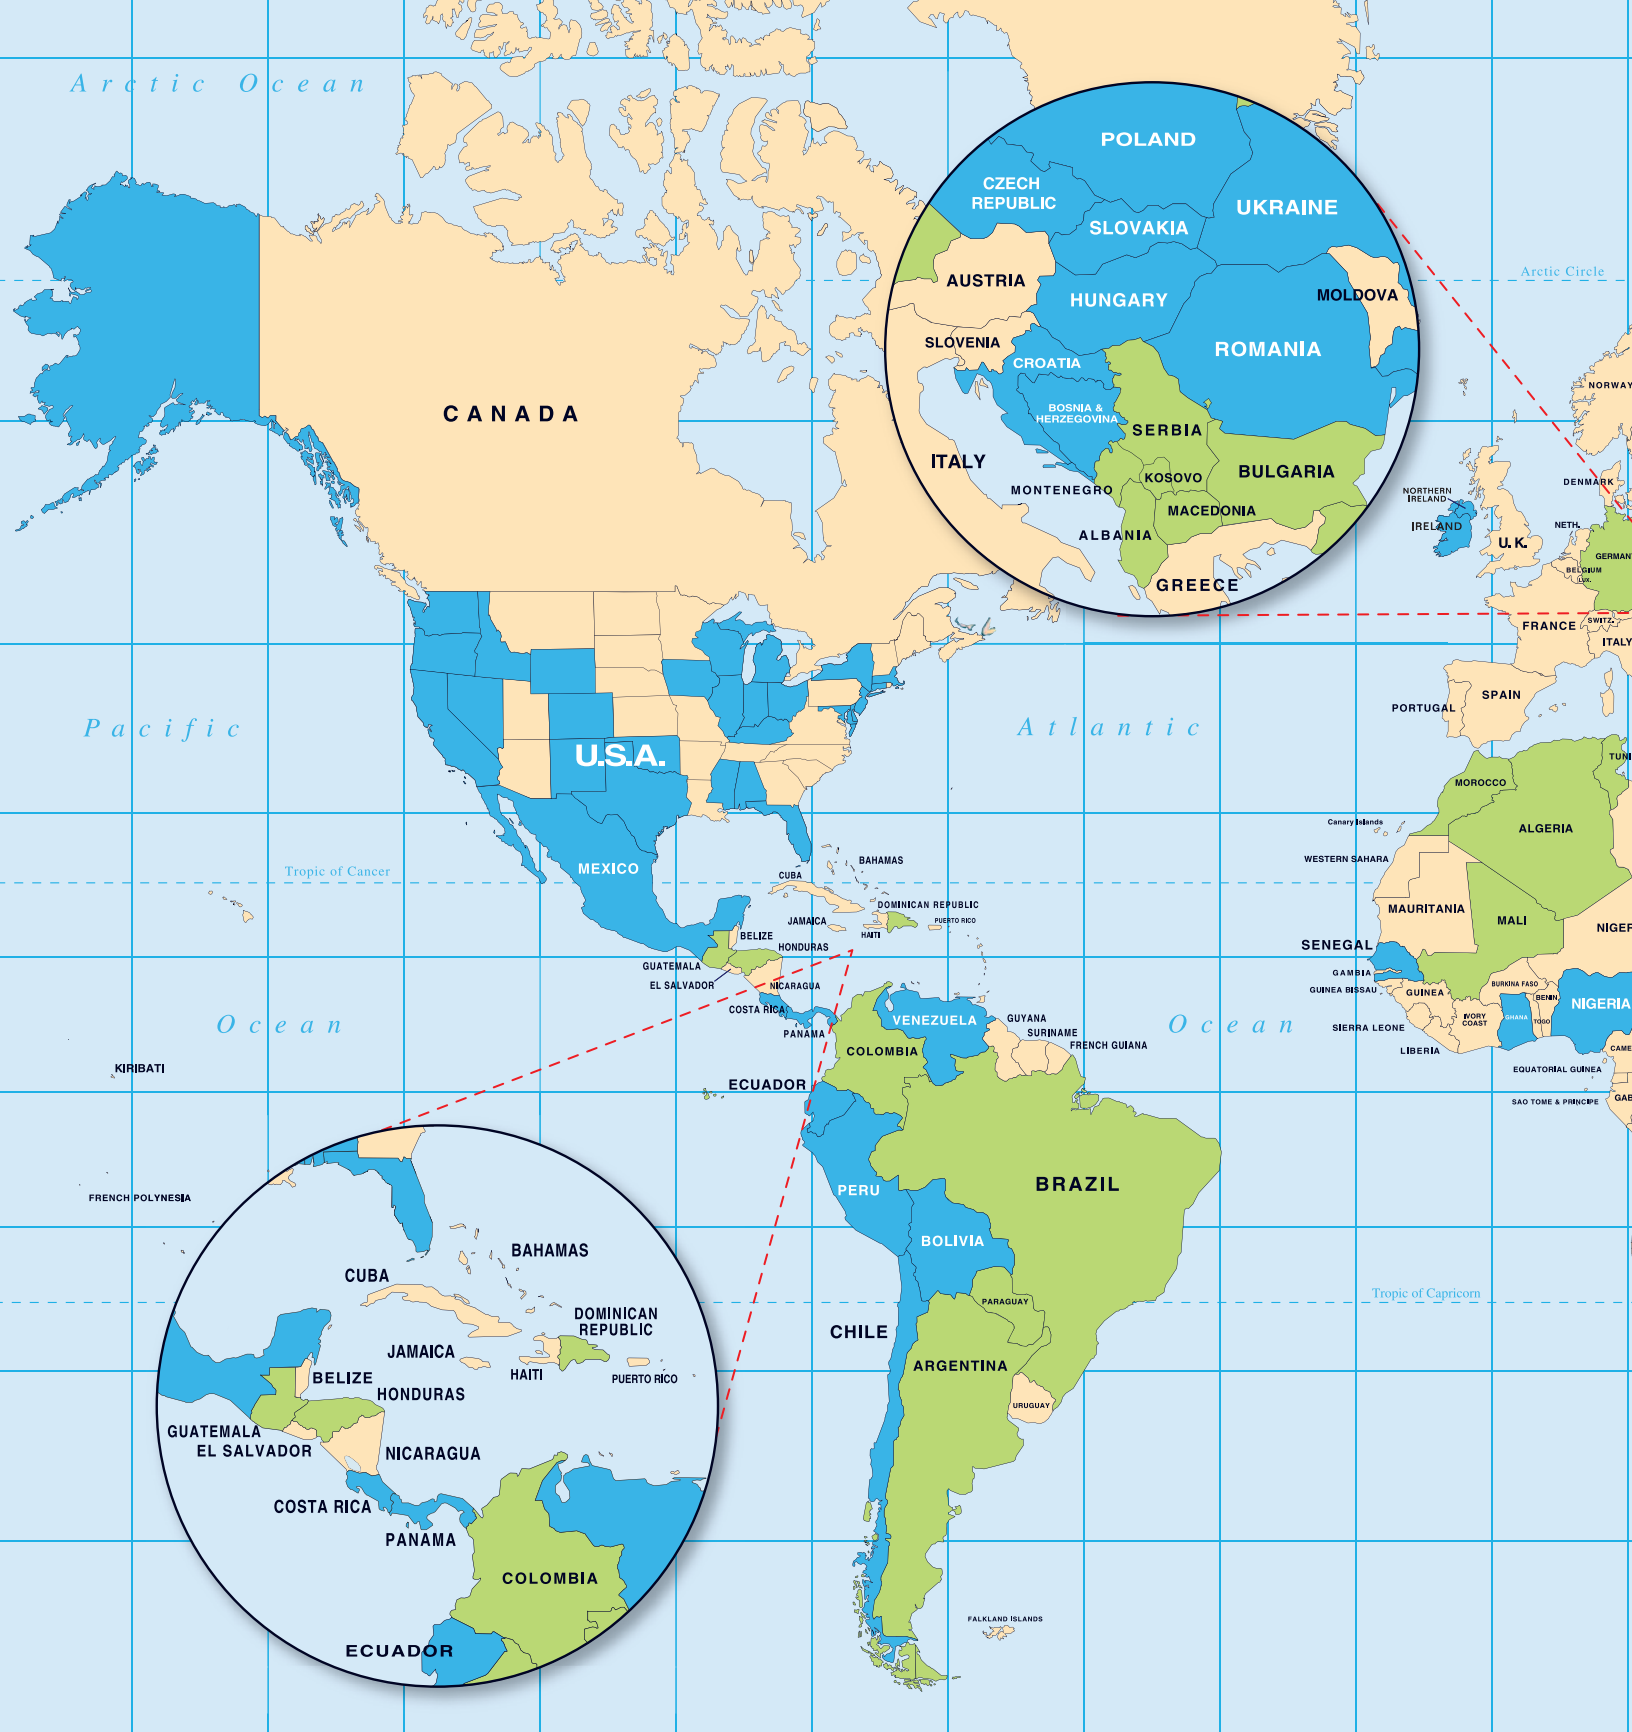 Arctic Ocean
POLAND
CZECH
REPUBLIC
UKRAINE
SLOVAKIA
AUSTRIA
HUNGARY
MOLDOVA
SLOVENIA
CROATIA
ROMANIA
BOSNIA &
HERZEGOVINA
SERBIA
ITALY
KOSOVO
BULGARIA
MONTENEGRO
MACEDONIA
ALBANIA
GREECE
Arctic Circle
NORWAY
CANADA
DENMARK
NORTHERN
IRELAND
IRELAND
NETH.
U.K.
GERMANY
BELGIUM
LUX.
FRANCE
SWITZ.
ITALY
SPAIN
PORTUGAL
Pacific
Atlantic
U.S.A.
TUNI
MOROCCO
Canary Islands
ALGERIA
WESTERN SAHARA
Tropic of Cancer
MEXICO
BAHAMAS
CUBA
DOMINICAN REPUBLIC
JAMAICA
PUERTO RICO
HAITI
BELIZE
HONDURAS
GUATEMALA
EL SALVADOR
NICARAGUA
COSTA RICA
PANAMA
MAURITANIA
MALI
NIGER
SENEGAL
GAMBIA
GUINEA BISSAU
GUINEA
BURKINA FASO
BENIN
NIGERIA
IVORY
COAST
GHANA
TOGO
SIERRA LEONE
LIBERIA
CAME
EQUATORIAL GUINEA
SAO TOME & PRINCIPE
GAB
Ocean
Ocean
VENEZUELA
GUYANA
SURINAME
FRENCH GUIANA
COLOMBIA
ECUADOR
KIRIBATI
FRENCH POLYNESIA
BRAZIL
PERU
BOLIVIA
PARAGUAY
Tropic of Capricorn
CHILE
ARGENTINA
URUGUAY
FALKLAND ISLANDS
BAHAMAS
CUBA
DOMINICAN
REPUBLIC
JAMAICA
HAITI
PUERTO RICO
BELIZE
HONDURAS
GUATEMALA
EL SALVADOR
NICARAGUA
COSTA RICA
PANAMA
COLOMBIA
ECUADOR